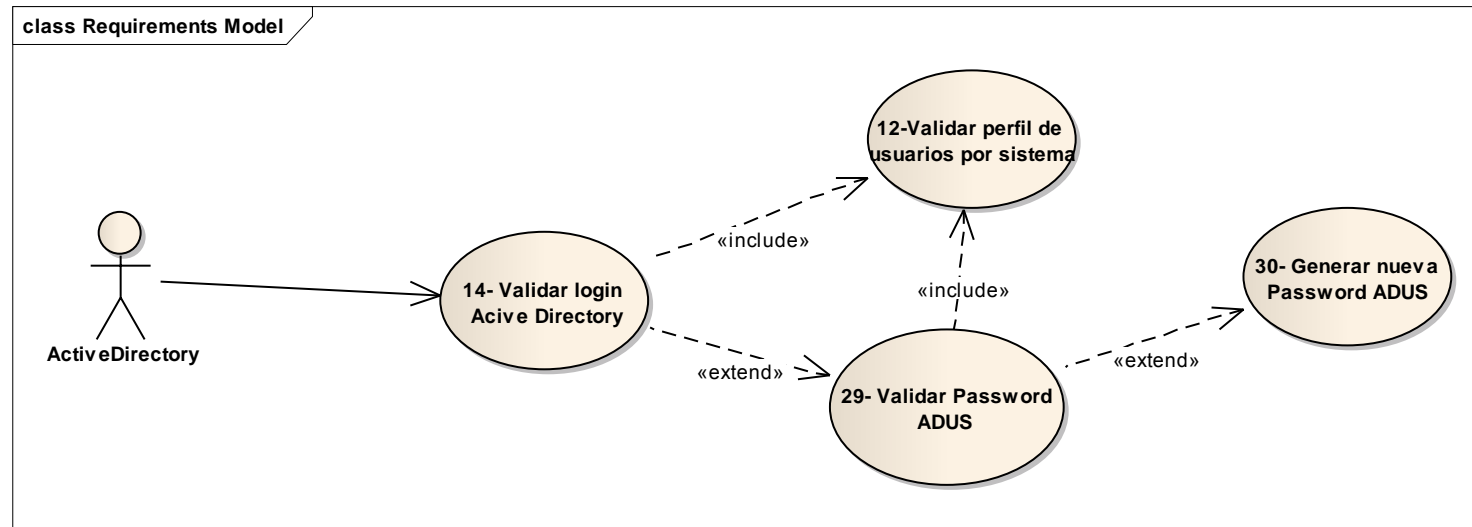 class Requirements Model
12-Validar perfil de
usuarios por sistema
«include»
14- Validar login
Acive Directory
ActiveDirectory
«include»
30- Generar nueva
Password ADUS
«extend»
«extend»
29- Validar Password
ADUS